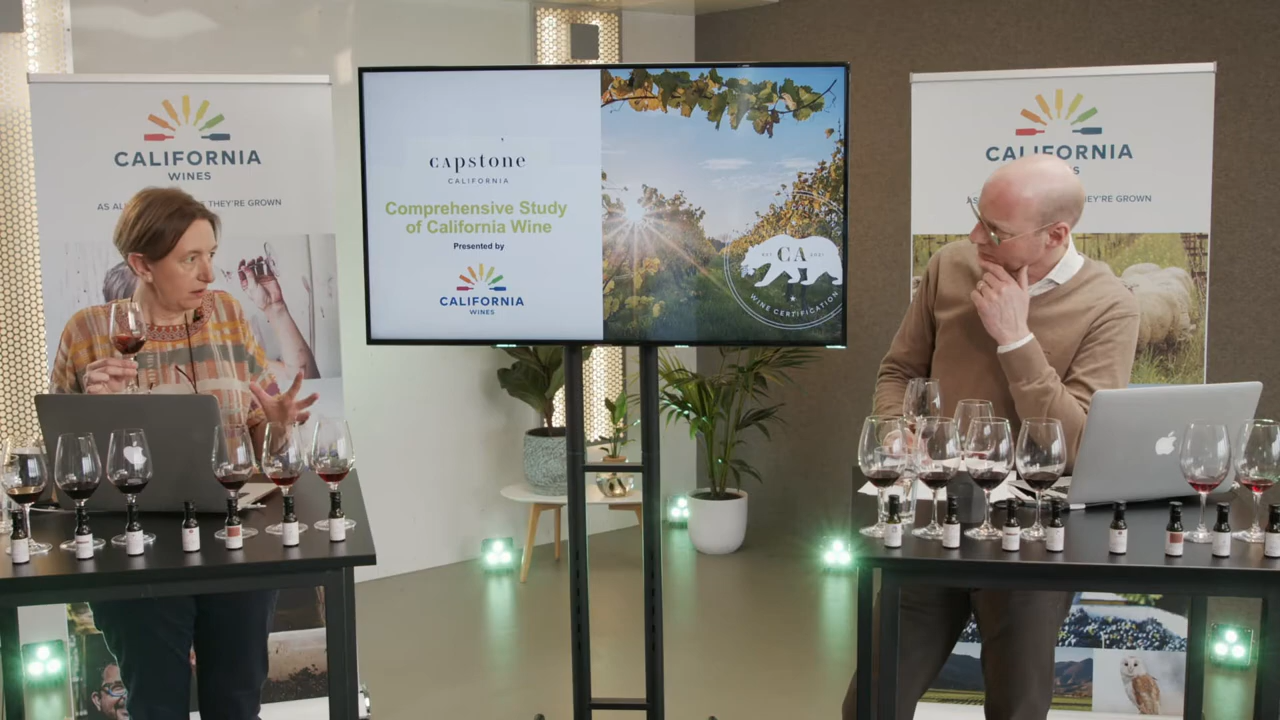 CALIFORNIA
WINES
AS AL
THEY'RE GROWN
CAPSTONE
CALIFORNIA
Comprehensive Study
of California Wine
Presented by
CALIFORNIA
WINES
CA
WINE CERTIFICATION
CALIFORNIA
ES
THEY'RE GROWN